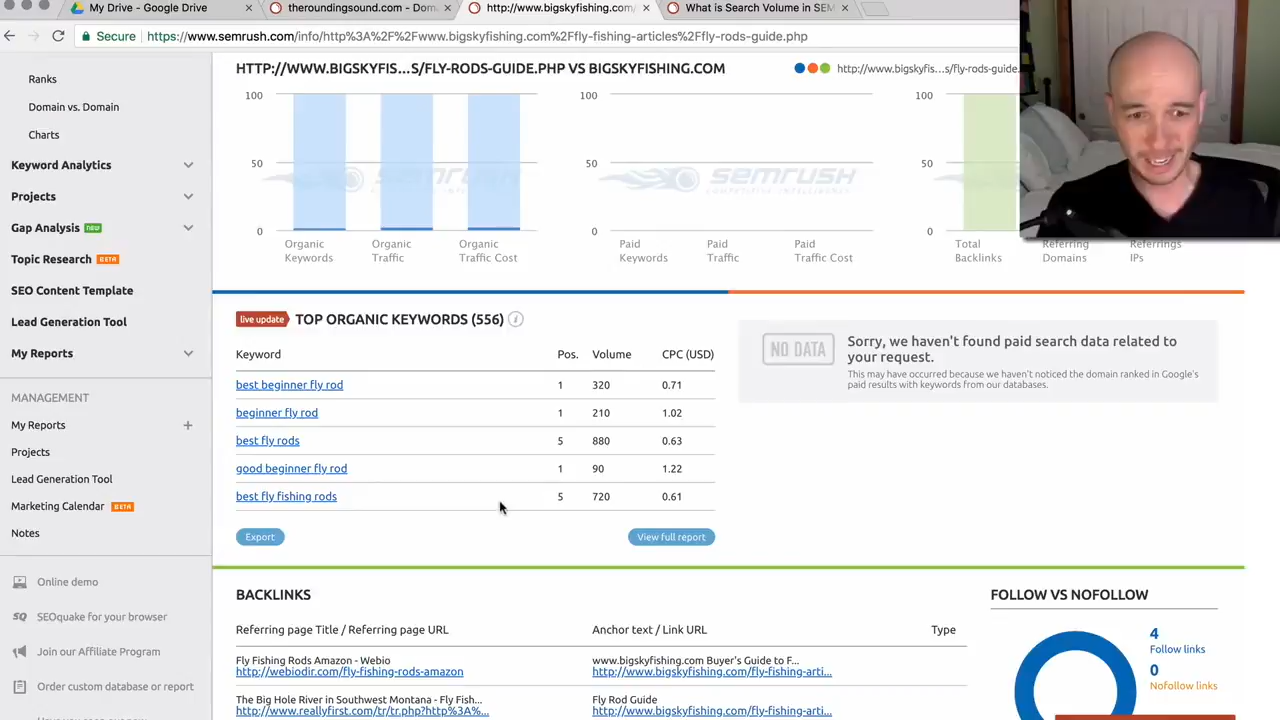 My Drive - Google Drive
theroundingsound.com - Dom
http://www.bigskyfishing.com/
What is Search Volume in SEM
Secure
https://www.semrush.com/info/http%3A%2F%2Fwww.bigskyfishing.com%2Ffly-fishing-articles%2Ffly-rods-guide.php
Ranks
Domain vs. Domain
Charts
Keyword Analytics
Projects
Gap Analysis NEW
Topic Research BETA
SEO Content Template
Lead Generation Tool
My Reports
MANAGEMENT
My Reports +
Projects
Lead Generation Tool
Marketing Calendar BETA
Notes
Online demo
SQ SEOquake for your browser
Join our Affiliate Program
Order custom database or report
HTTP://WWW.BIGSKYFIS...S/FLY-RODS-GUIDE.PHP VS BIGSKYFISHING.COM
http://www.bigskyfis...s/fly-rods-guide.
100
50
0
Organic Keywords
Organic Traffic
Organic Traffic Cost
semrush
COMPETITIVE INTELLIGENCE
100
50
0
Paid Keywords
Paid Traffic
Paid Traffic Cost
semrush
COMPETITIVE INTELLIGENCE
100
50
0
Total Backlinks
Referring Domains
Referrings IPs
live update TOP ORGANIC KEYWORDS (556) i
Keyword Pos. Volume CPC (USD)
best beginner fly rod 1 320 0.71
beginner fly rod 1 210 1.02
best fly rods 5 880 0.63
good beginner fly rod 1 90 1.22
best fly fishing rods 5 720 0.61
Export
View full report
NO DATA
Sorry, we haven't found paid search data related to
your request.
This may have occurred because we haven't noticed the domain ranked in Google's
paid results with keywords from our databases.
BACKLINKS
Referring page Title / Referring page URL Anchor text / Link URL Type
Fly Fishing Rods Amazon - Webio www.bigskyfishing.com Buyer's Guide to F...
http://webiodir.com/fly-fishing-rods-amazon http://www.bigskyfishing.com/fly-fishing-arti...
The Big Hole River in Southwest Montana - Fly Fish... Fly Rod Guide
http://www.reallyfirst.com/tr/tr.php?http%3A%... http://www.bigskyfishing.com/fly-fishing-arti...
FOLLOW VS NOFOLLOW
4
Follow links
0
Nofollow links